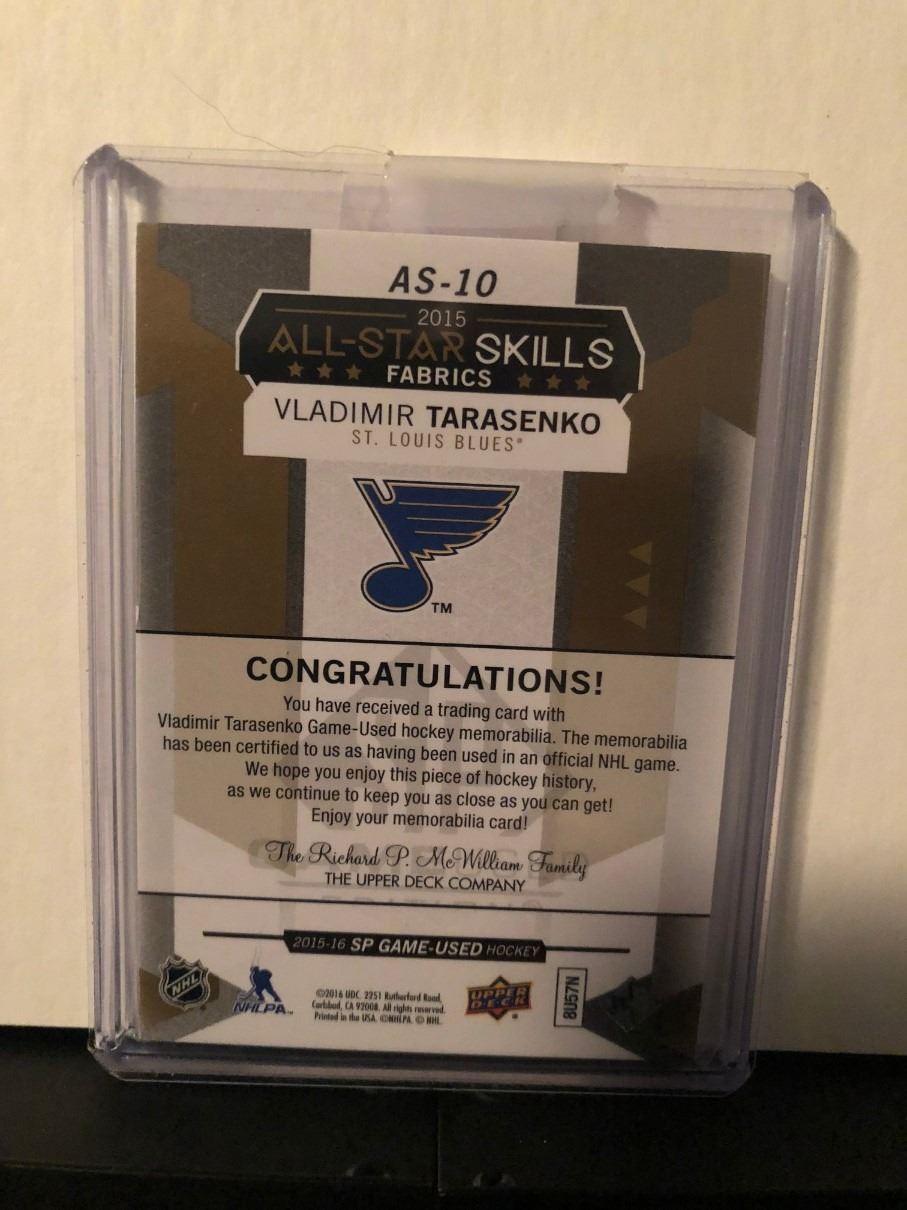 AS-10
2015
ALL-STAR SKILLS
FABRICS
VLADIMIR TARASENKO
ST. LOUIS BLUES®
TM
CONGRATULATIONS!
You have received a trading card with
Vladimir Tarasenko Game-Used hockey memorabilia. The memorabilia
has been certified to us as having been used in an official NHL game.
We hope you enjoy this piece of hockey history,
as we continue to keep you as close as you can get!
Enjoy your memorabilia card!
The Richard P. McWilliam Family
THE UPPER DECK COMPANY
2015-16 SP GAME-USED HOCKEY
NHL
NHLPA™
©2016 UDC. 2251 Rutherford Road,
Carlsbad, CA 92008. All rights reserved.
Printed in the USA. ©NHLPA. © NHL.
UPPER
DECK
8U57N